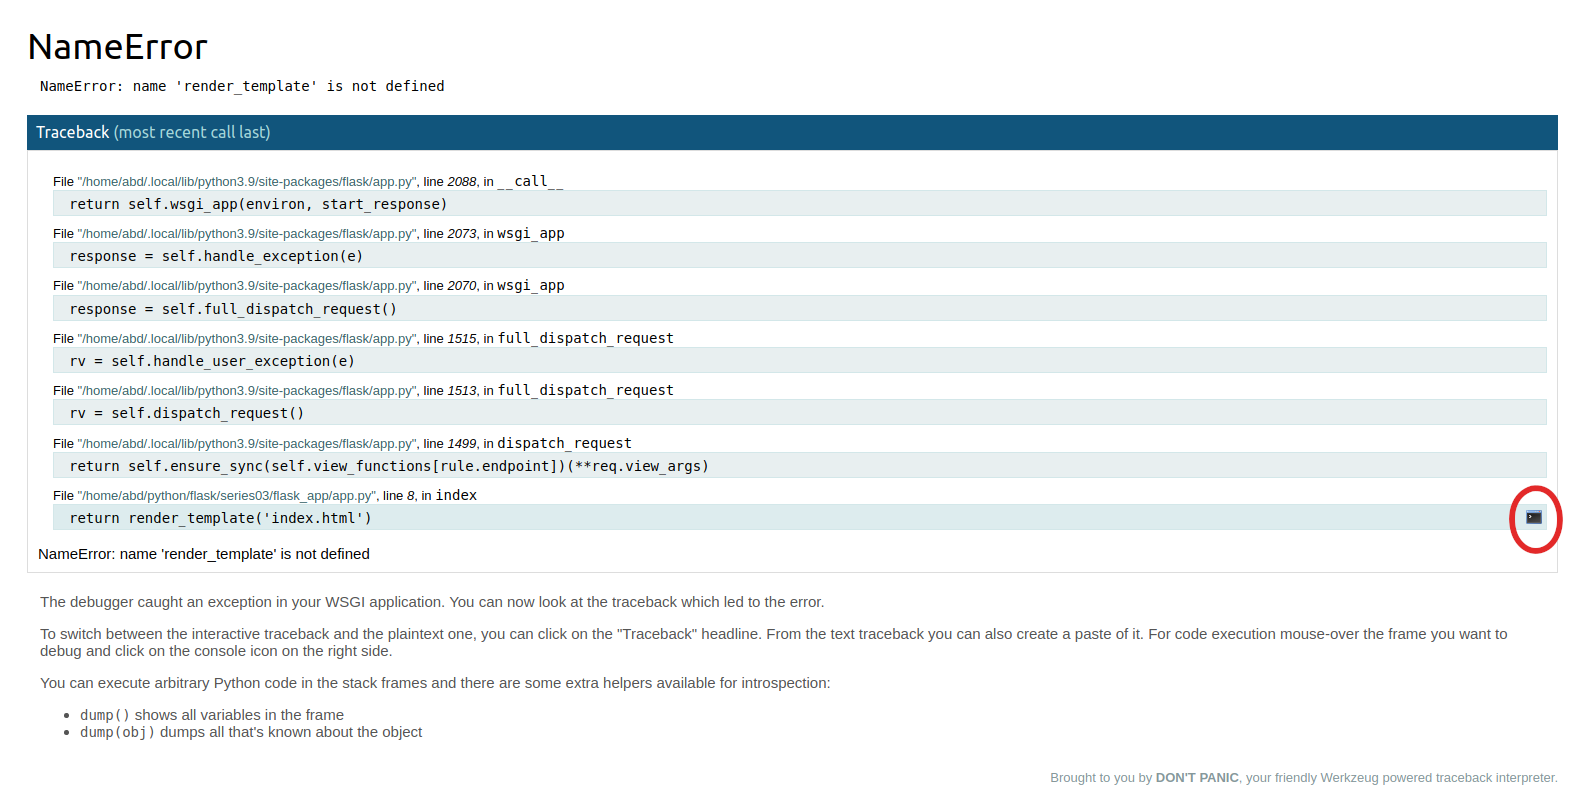 NameError
NameError: name 'render_template' is not defined
Traceback (most recent call last)
File "/home/abd/.local/lib/python3.9/site-packages/flask/app.py", line 2088, in __call__
return self.wsgi_app(environ, start_response)
File "/home/abd/.local/lib/python3.9/site-packages/flask/app.py", line 2073, in wsgi_app
response = self.handle_exception(e)
File "/home/abd/.local/lib/python3.9/site-packages/flask/app.py", line 2070, in wsgi_app
response = self.full_dispatch_request()
File "/home/abd/.local/lib/python3.9/site-packages/flask/app.py", line 1515, in full_dispatch_request
rv = self.handle_user_exception(e)
File "/home/abd/.local/lib/python3.9/site-packages/flask/app.py", line 1513, in full_dispatch_request
rv = self.dispatch_request()
File "/home/abd/.local/lib/python3.9/site-packages/flask/app.py", line 1499, in dispatch_request
return self.ensure_sync(self.view_functions[rule.endpoint])(**req.view_args)
File "/home/abd/python/flask/series03/flask_app/app.py", line 8, in index
return render_template('index.html')
NameError: name 'render_template' is not defined
The debugger caught an exception in your WSGI application. You can now look at the traceback which led to the error.
To switch between the interactive traceback and the plaintext one, you can click on the "Traceback" headline. From the text traceback you can also create a paste of it. For code execution mouse-over the frame you want to
debug and click on the console icon on the right side.
You can execute arbitrary Python code in the stack frames and there are some extra helpers available for introspection:
• dump() shows all variables in the frame
• dump(obj) dumps all that's known about the object
Brought to you by DON'T PANIC, your friendly Werkzeug powered traceback interpreter.